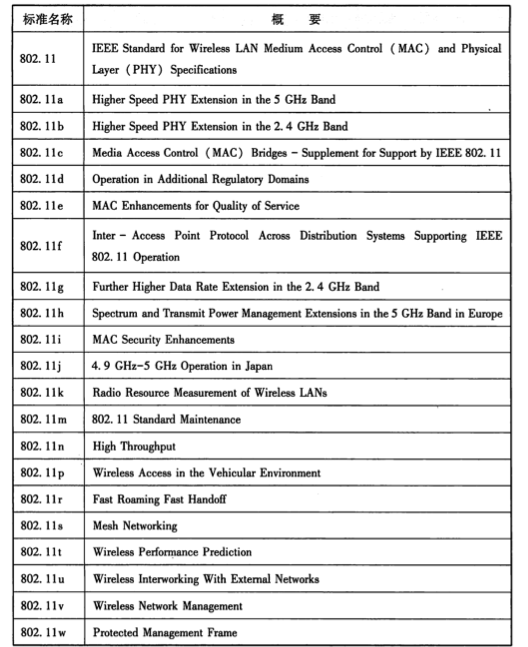 标准名称 概 要
802. 11 IEEE Standard for Wireless LAN Medium Access Control (MAC) and Physical
Layer (PHY) Specifications
802. 11a Higher Speed PHY Extension in the 5 GHz Band
802. 11b Higher Speed PHY Extension in the 2. 4 GHz Band
802. 11c Media Access Control (MAC) Bridges - Supplement for Support by IEEE 802. 11
802. 11d Operation in Additional Regulatory Domains
802. 11e MAC Enhancements for Quality of Service
802. 11f Inter - Access Point Protocol Across Distribution Systems Supporting IEEE
802. 11 Operation
802. 11g Further Higher Data Rate Extension in the 2. 4 GHz Band
802. 11h Spectrum and Transmit Power Management Extensions in the 5 GHz Band in Europe
802. 11i MAC Security Enhancements
802. 11j 4. 9 GHz-5 GHz Operation in Japan
802. 11k Radio Resource Measurement of Wireless LANs
802. 11m 802. 11 Standard Maintenance
802. 11n High Throughput
802. 11p Wireless Access in the Vehicular Environment
802. 11r Fast Roaming Fast Handoff
802. 11s Mesh Networking
802. 11t Wireless Performance Prediction
802. 11u Wireless Interworking With External Networks
802. 11v Wireless Network Management
802. 11w Protected Management Frame